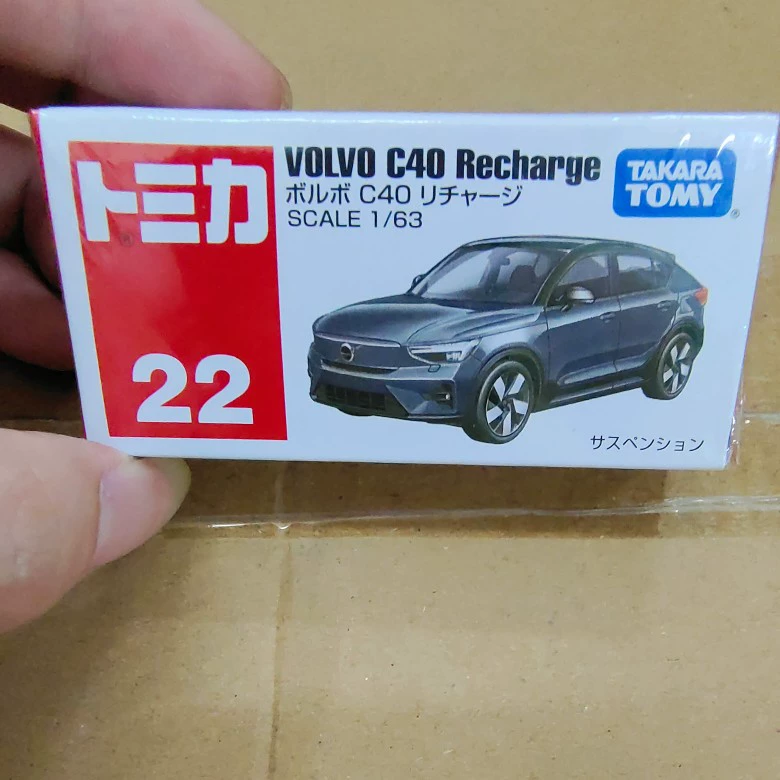 トミカ
22
VOLVO C40 Recharge
ボルボ C40 リチャージ
SCALE 1/63
TAKARA
TOMY
サスペンション